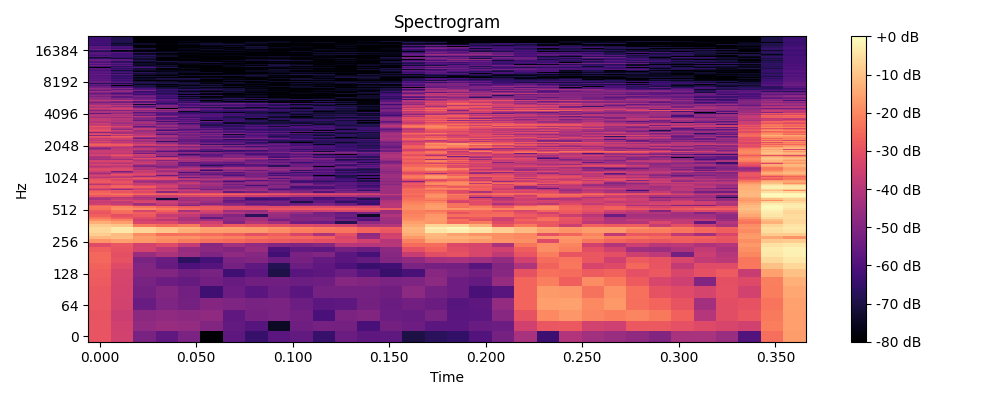 Spectrogram
Hz
16384
8192
4096
2048
1024
512
256
128
64
0
0.000 0.050 0.100 0.150 0.200 0.250 0.300 0.350
Time
+0 dB
-10 dB
-20 dB
-30 dB
-40 dB
-50 dB
-60 dB
-70 dB
-80 dB